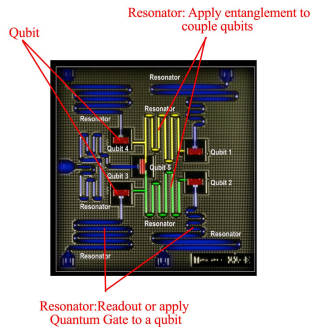 Resonator: Apply entanglement to
couple qubits
Qubit
Resonator
Resonator
Resonator
Resonator
Qubit 4
Qubit 5
Qubit 1
Qubit 3
Qubit 2
Resonator
Resonator
Resonator
Resonator
Resonator:Readout or apply
Quantum Gate to a qubit